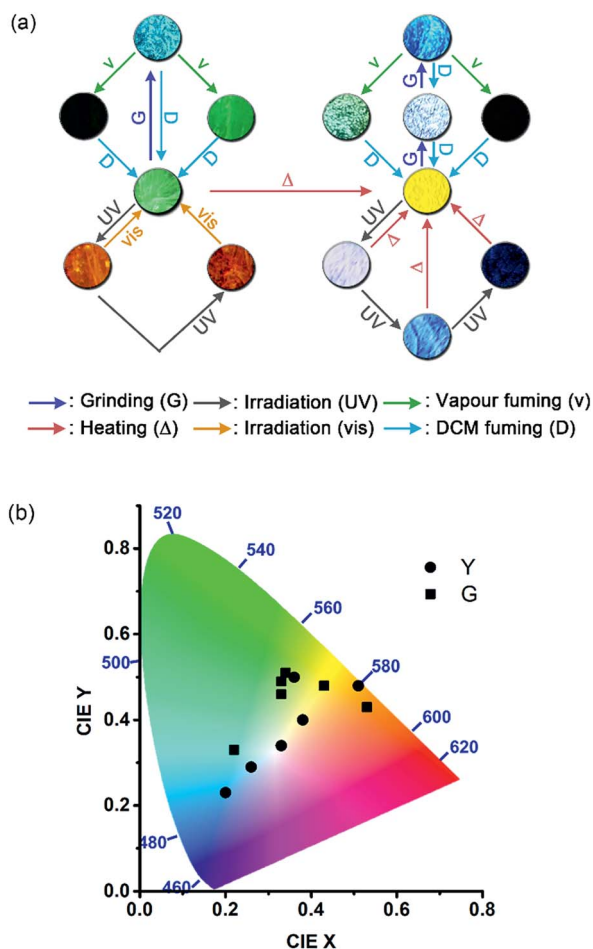 (a)
V V V V
G D G D
D D D G D D
Δ
UV vis vis UV Δ Δ Δ
UV UV UV
: Grinding (G) : Irradiation (UV) : Vapour fuming (v)
: Heating (Δ) : Irradiation (vis) : DCM fuming (D)
(b)
520
0.8
540
Y
G
560
0.6
500
580
CIE Y
0.4
600
620
0.2
480
460
0.0
0.0 0.2 0.4 0.6 0.8
CIE X